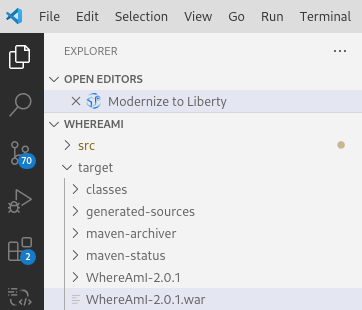 File Edit View Go Run Terminal
EXPLORER
OPEN EDITORS
Modernize to Liberty
WHEREAMI
src
70
target
classes
generated-sources
maven-archiver
maven-status
2
WhereAmI-2.0.1
WhereAmI-2.0.1.war